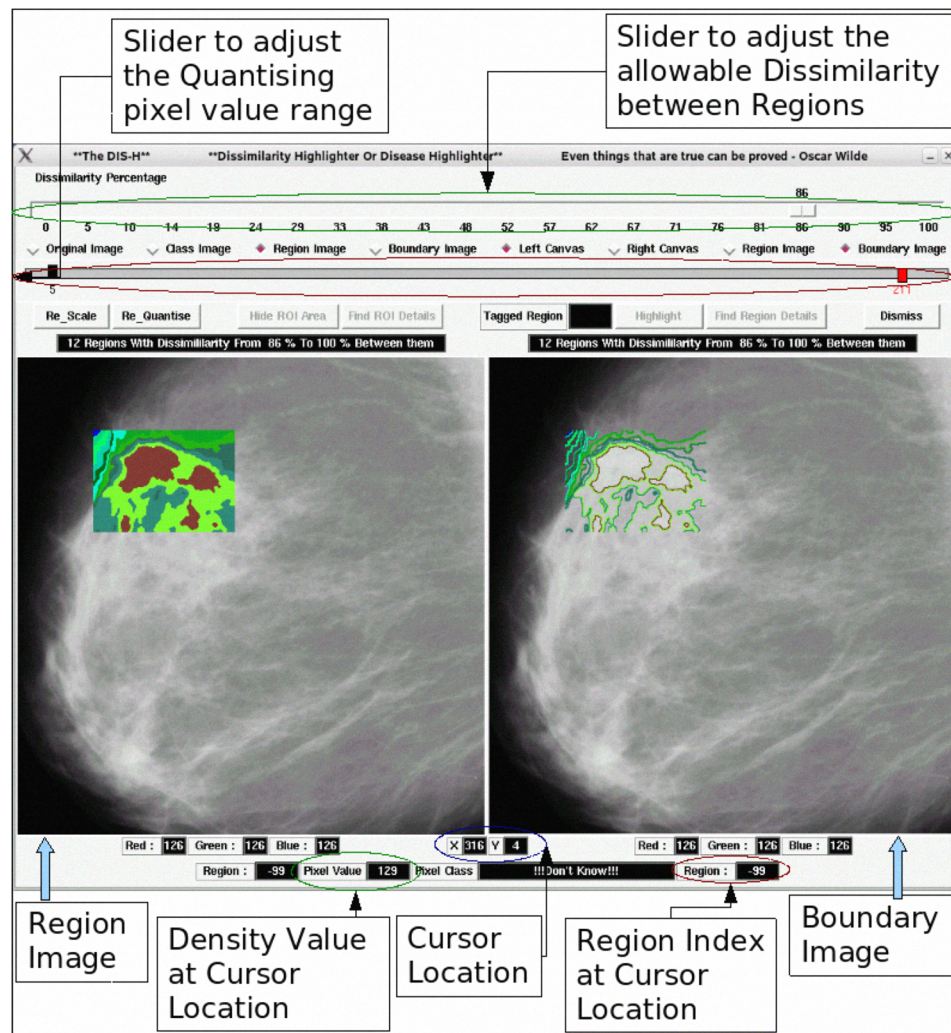 Slider to adjust
the Quantising
pixel value range
Slider to adjust the
allowable Dissimilarity
between Regions
**The DIS-H** **Dissimilarity Highlighter Or Disease Highlighter** Even things that are true can be proved - Oscar Wilde
Dissimilarity Percentage
86
0 5 10 14 19 24 29 33 38 43 48 52 57 62 67 71 76 81 86 90 95 100
Original Image Class Image Region Image Boundary Image Left Canvas Right Canvas Region Image Boundary Image
5 211
Re_Scale Re_Quantise Hide ROI Area Find ROI Details Tagged Region Highlight Find Region Details Dismiss
12 Regions With Dissimililarity From 86 % To 100 % Between them 12 Regions With Dissimililarity From 86 % To 100 % Between them
Red : 126 Green : 126 Blue : 126 X 316 Y 4 Red : 126 Green : 126 Blue : 126
Region : -99 Pixel Value 129 Pixel Class !!!Don't Know!!! Region : -99
Region
Image
Density Value
at Cursor
Location
Cursor
Location
Region Index
at Cursor
Location
Boundary
Image